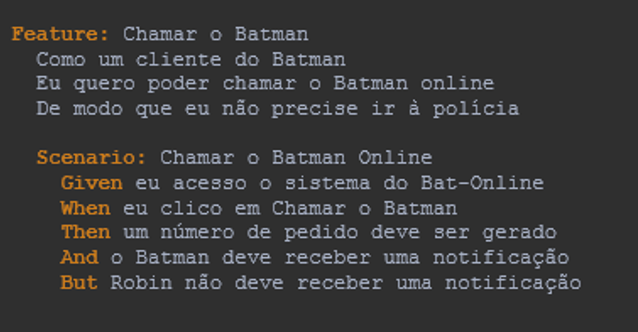 Feature: Chamar o Batman
Como um cliente do Batman
Eu quero poder chamar o Batman online
De modo que eu não precise ir à polícia
Scenario: Chamar o Batman Online
Given eu acesso o sistema do Bat-Online
When eu clico em Chamar o Batman
Then um número de pedido deve ser gerado
And o Batman deve receber uma notificação
But Robin não deve receber uma notificação